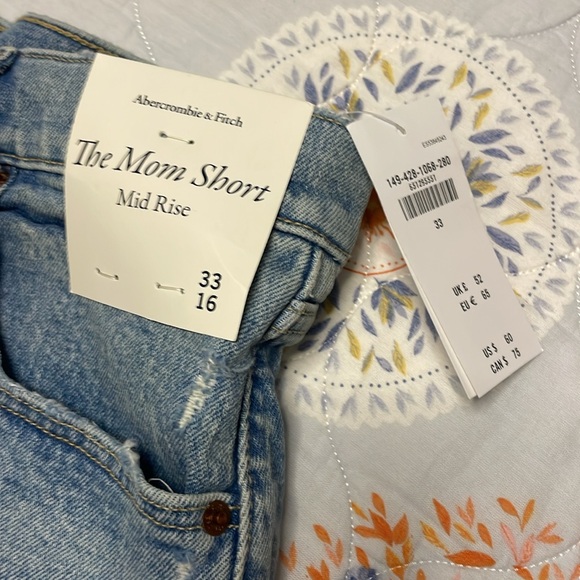 Abercrombie & Fitch
The Mom Short
Mid Rise
33
16
149-428-1068-280
33
UK £ 52
EU € 65
US $ 60
CAN $ 75